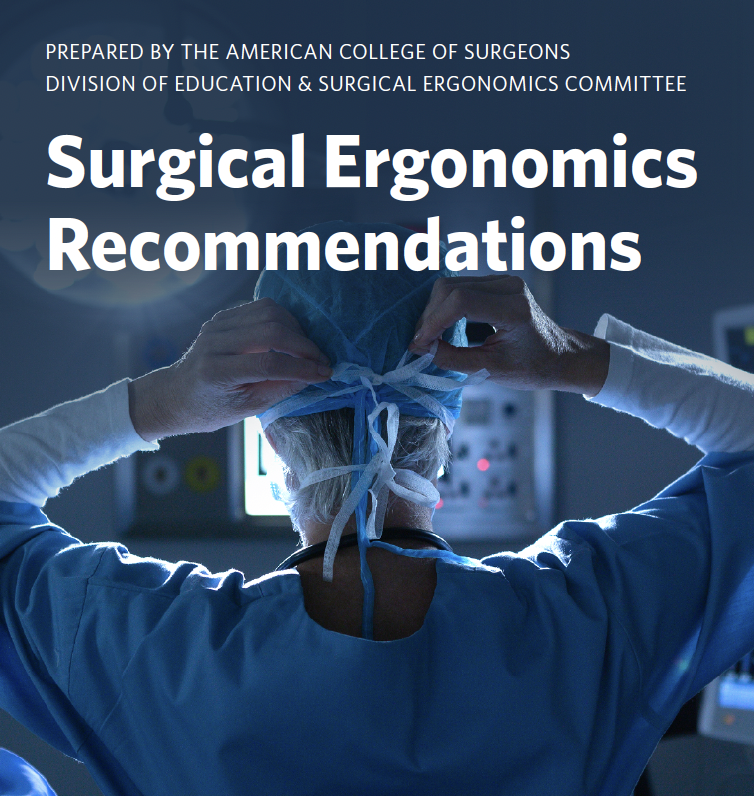 PREPARED BY THE AMERICAN COLLEGE OF SURGEONS
DIVISION OF EDUCATION & SURGICAL ERGONOMICS COMMITTEE
Surgical Ergonomics
Recommendations